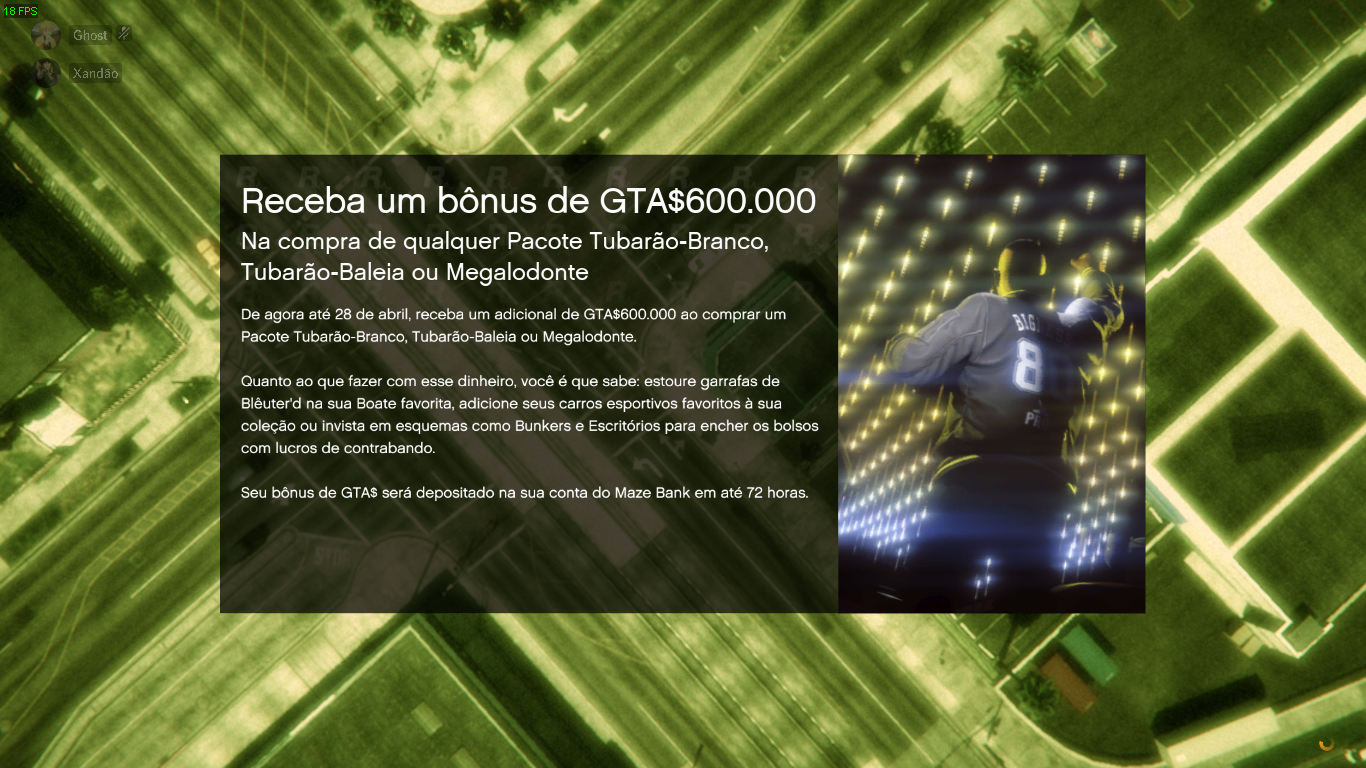 18 FPS
Ghost
Xandão
Receba um bônus de GTA$600.000
Na compra de qualquer Pacote Tubarão-Branco,
Tubarão-Baleia ou Megalodonte
De agora até 28 de abril, receba um adicional de GTA$600.000 ao comprar um
Pacote Tubarão-Branco, Tubarão-Baleia ou Megalodonte.
Quanto ao que fazer com esse dinheiro, você é que sabe: estoure garrafas de
Blêuter'd na sua Boate favorita, adicione seus carros esportivos favoritos à sua
coleção ou invista em esquemas como Bunkers e Escritórios para encher os bolsos
com lucros de contrabando.
Seu bônus de GTA$ será depositado na sua conta do Maze Bank em até 72 horas.
8